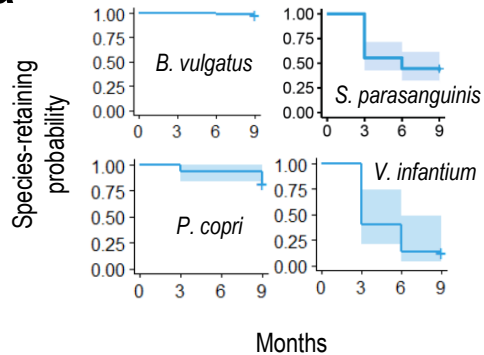 Species-retaining
probability
1.00
0.75
0.50
0.25
0.00
B. vulgatus
0 3 6 9
1.00
0.75
0.50
0.25
0.00
S. parasanguinis
0 3 6 9
1.00
0.75
0.50
0.25
0.00
P. copri
0 3 6 9
1.00
0.75
0.50
0.25
0.00
V. infantium
0 3 6 9
Months